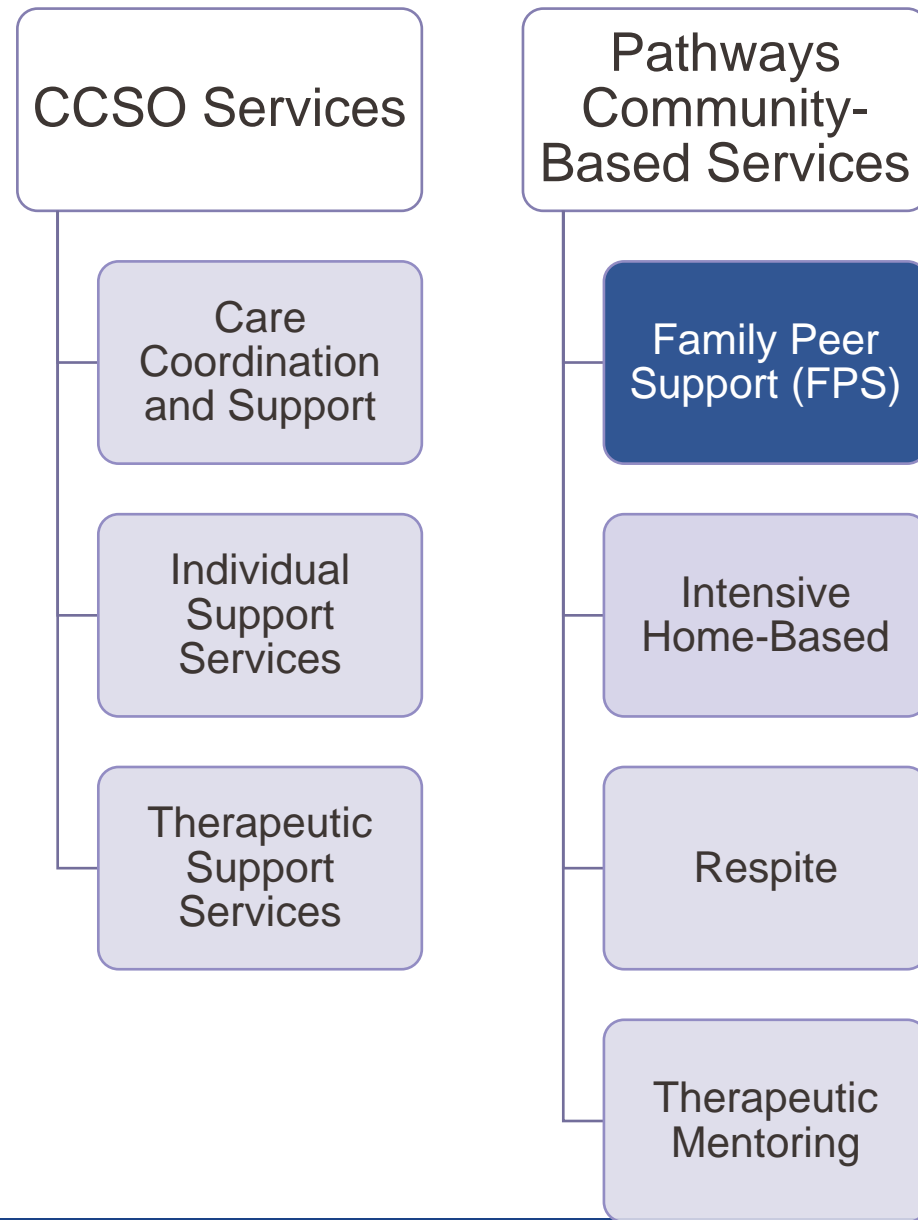 CCSO Services
Care
Coordination
and Support
Individual
Support
Services
Therapeutic
Support
Services
Pathways
Community-
Based Services
Family Peer
Support (FPS)
Intensive
Home-Based
Respite
Therapeutic
Mentoring